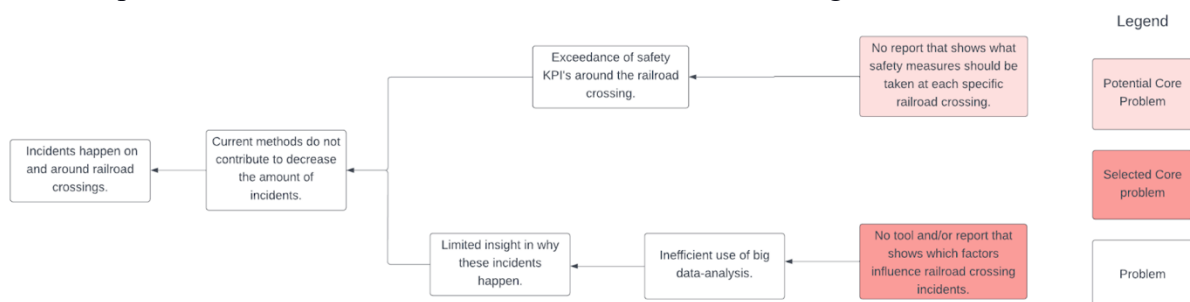 Legend
Exceedance of safety
KPI's around the railroad
crossing.
No report that shows what
safety measures should be
taken at each specific
railroad crossing.
Potential Core
Problem
Incidents happen on
and around railroad
crossings.
Current methods do not
contribute to decrease
the amount of
incidents.
Selected Core
problem
Limited insight in why
these incidents
happen.
Inefficient use of big
data-analysis.
No tool and/or report that
shows which factors
influence railroad crossing
incidents.
Problem